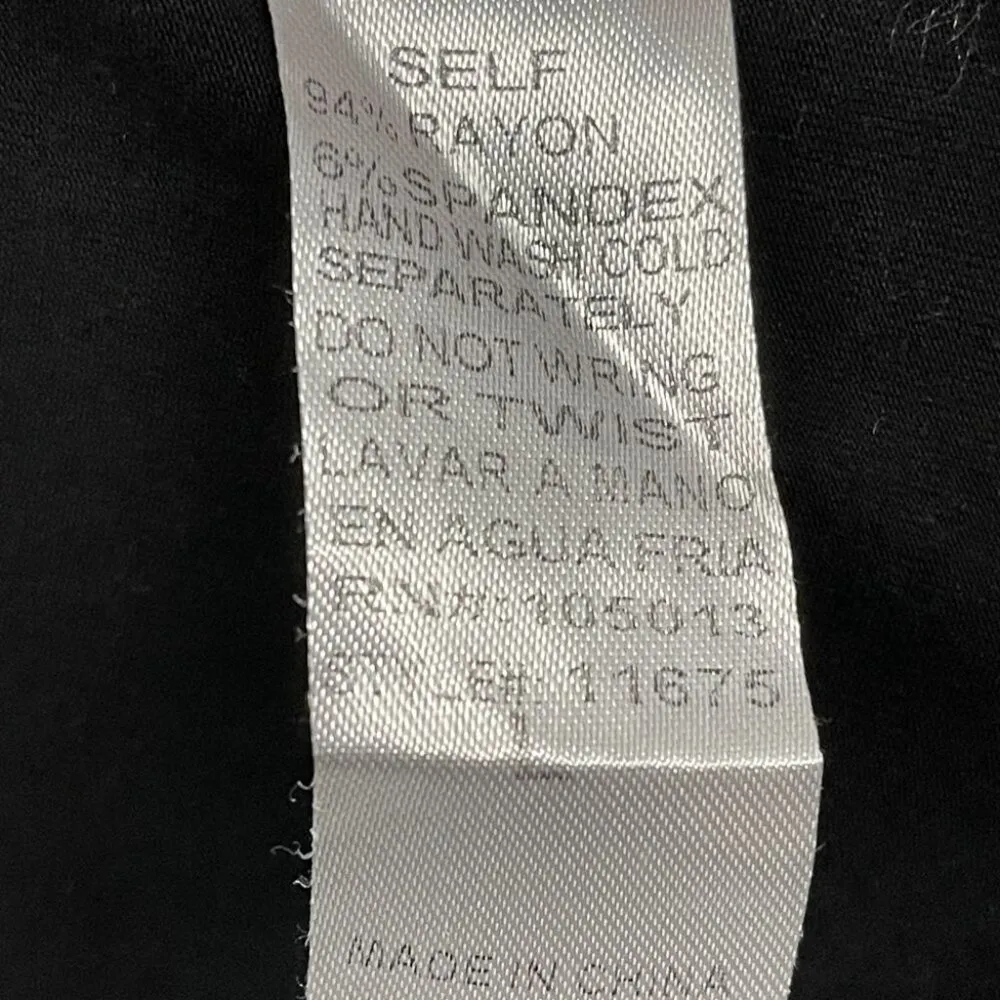 SELF
94% RAYON
6% SPANDEX
HAND WASH COLD
SEPARATELY
DO NOT WRING
OR TWIST
LAVAR A MANO
EN AGUA FRIA
RN#:105013
STYLE#: 11675
MADE IN CHINA